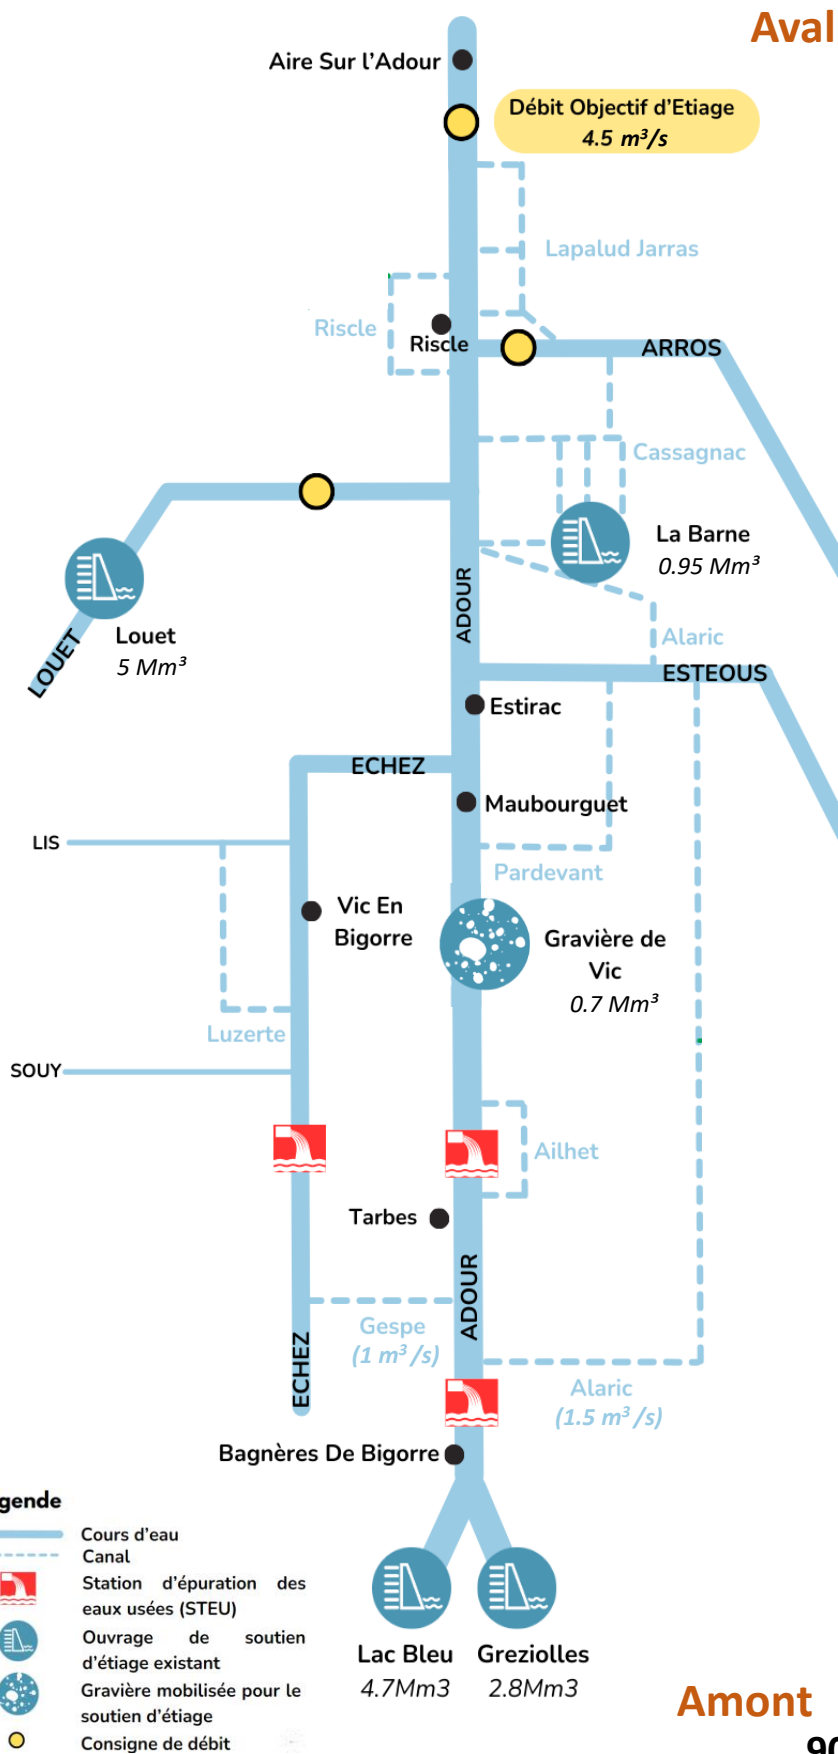 Aval
Aire Sur l'Adour
Débit Objectif d'Etiage
4.5 m³/s
Lapalud Jarras
Riscle
Riscle
ARROS
Cassagnac
La Barne
0.95 Mm³
ADOUR
LOUET
Louet
5 Mm³
Alaric
ESTEOUS
Estirac
ECHEZ
Maubourguet
LIS
Pardevant
Vic En
Bigorre
Gravière de
Vic
0.7 Mm³
Luzerte
SOUY
Ailhet
Tarbes
ADOUR
Gespe
(1 m³/s)
ECHEZ
Alaric
(1.5 m³/s)
Bagnères De Bigorre
gende
Cours d'eau
Canal
Station d'épuration des
eaux usées (STEU)
Ouvrage de soutien
d'étiage existant
Gravière mobilisée pour le
soutien d'étiage
Consigne de débit
Lac Bleu
4.7Mm3
Greziolles
2.8Mm3
Amont